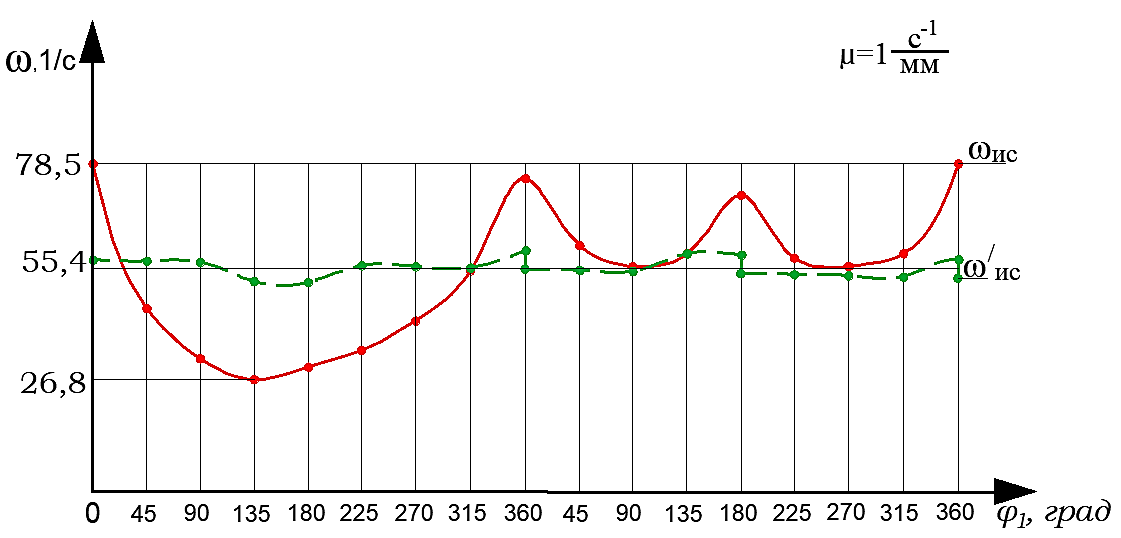 ω,1/с
μ=1 с⁻¹/мм
78,5
ωис
55,4
ω′ис
26,8
0 45 90 135 180 225 270 315 360 45 90 135 180 225 270 315 360 φ₁, град